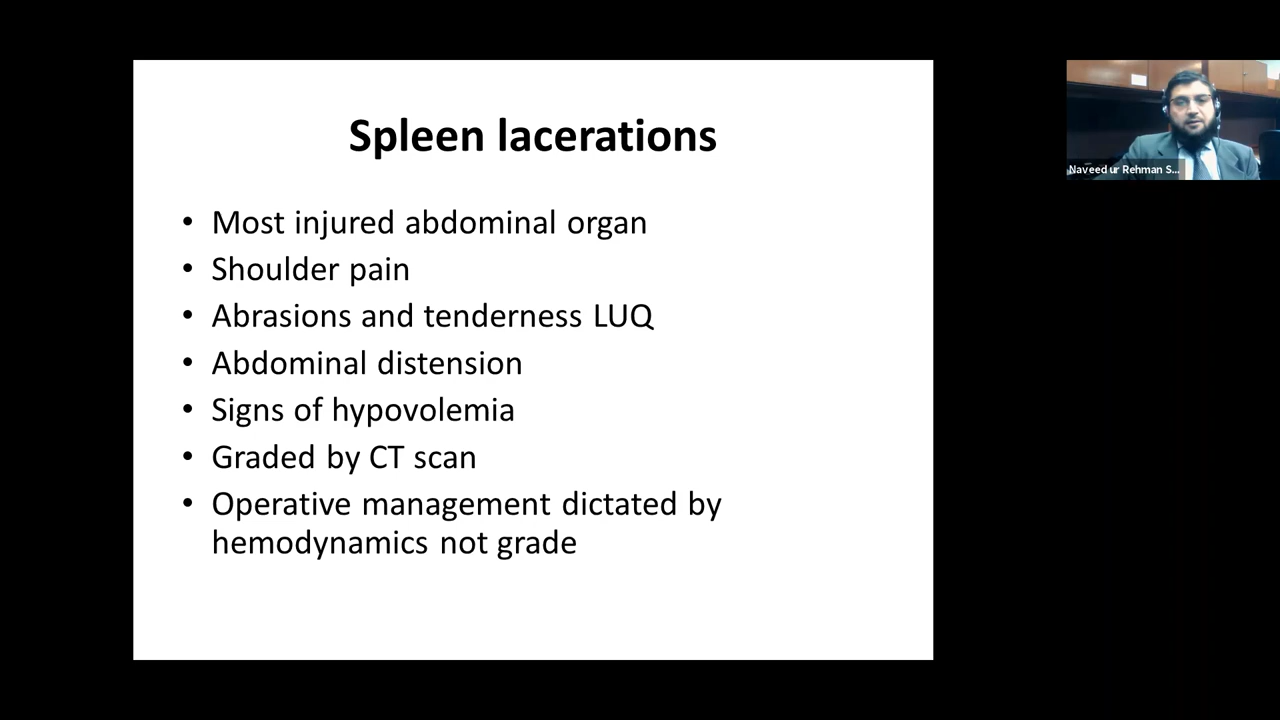 Spleen lacerations
• Most injured abdominal organ
• Shoulder pain
• Abrasions and tenderness LUQ
• Abdominal distension
• Signs of hypovolemia
• Graded by CT scan
• Operative management dictated by
hemodynamics not grade
Naveed ur Rehman S...